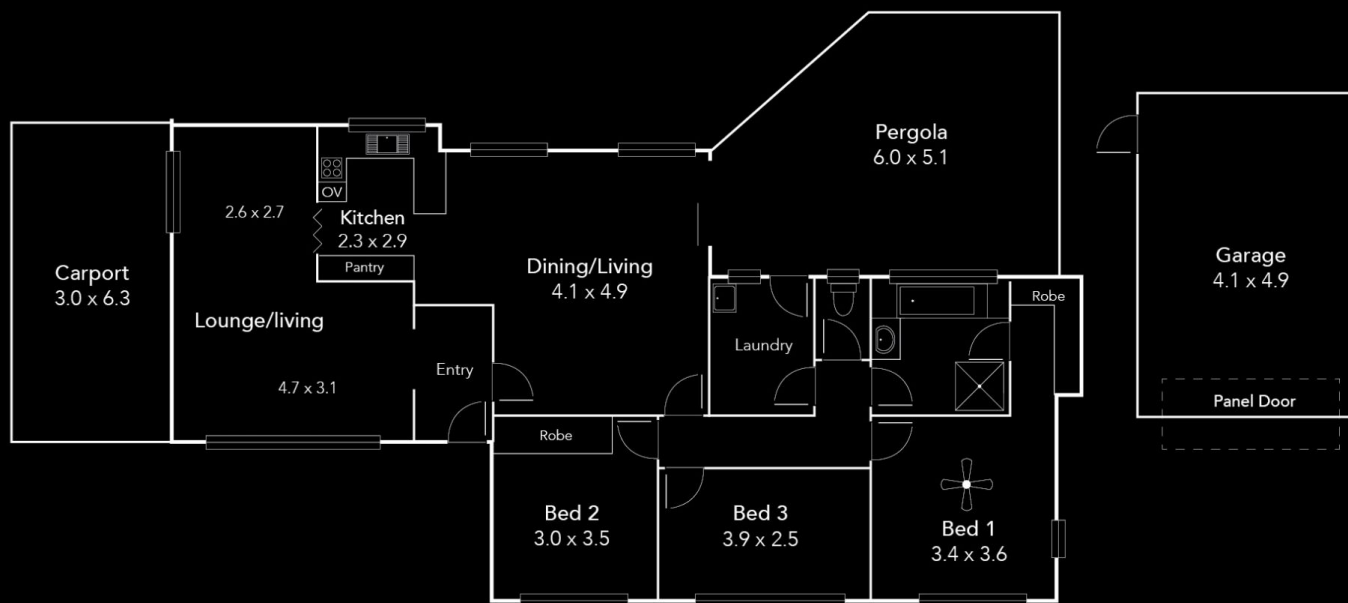 Carport
3.0 x 6.3
Lounge/living
2.6 x 2.7
4.7 x 3.1
OV
Kitchen
2.3 x 2.9
Pantry
Entry
Dining/Living
4.1 x 4.9
Pergola
6.0 x 5.1
Laundry
Robe
Robe
Bed 2
3.0 x 3.5
Bed 3
3.9 x 2.5
Bed 1
3.4 x 3.6
Garage
4.1 x 4.9
Panel Door